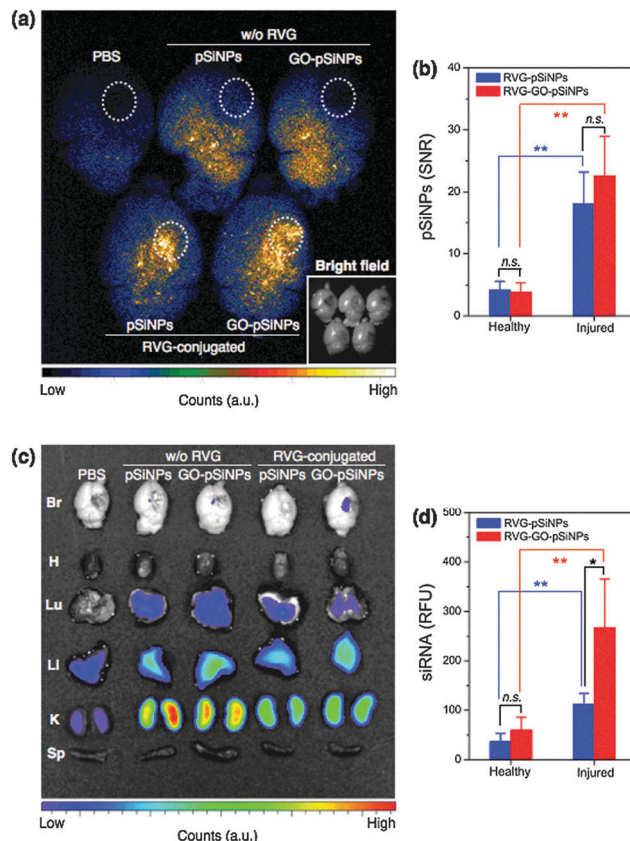 (a)
w/o RVG
PBS
pSiNPs
GO-pSiNPs
Bright field
pSiNPs
GO-pSiNPs
RVG-conjugated
Low
High
Counts (a.u.)
(b)
RVG-pSiNPs
RVG-GO-pSiNPs
pSiNPs (SNR)
40
30
20
10
0
**
n.s.
**
n.s.
Healthy
Injured
(c)
w/o RVG
RVG-conjugated
PBS
pSiNPs
GO-pSiNPs
pSiNPs
GO-pSiNPs
Br
H
Lu
Li
K
Sp
Low
High
Counts (a.u.)
(d)
RVG-pSiNPs
RVG-GO-pSiNPs
siRNA (RFU)
500
400
300
200
100
0
**
*
**
n.s.
Healthy
Injured